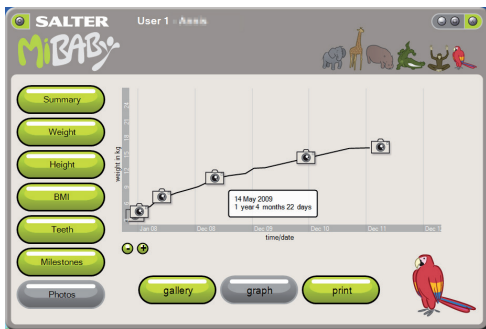 SALTER
User 1 -
MiBABY
Summary
Weight
Height
BMI
Teeth
Milestones
Photos
weight in kg
14 May 2009
1 year 4 months 22 days
Jan 08
Dec 08
Dec 09
Dec 10
Dec 11
time/date
gallery
graph
print